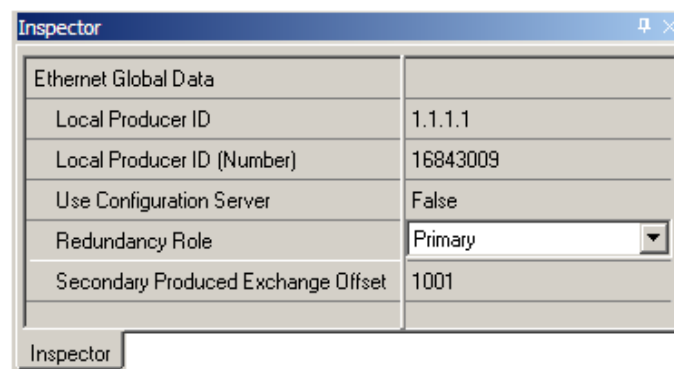 Inspector
Ethernet Global Data
Local Producer ID 1.1.1.1
Local Producer ID (Number) 16843009
Use Configuration Server False
Redundancy Role Primary
Secondary Produced Exchange Offset 1001
Inspector